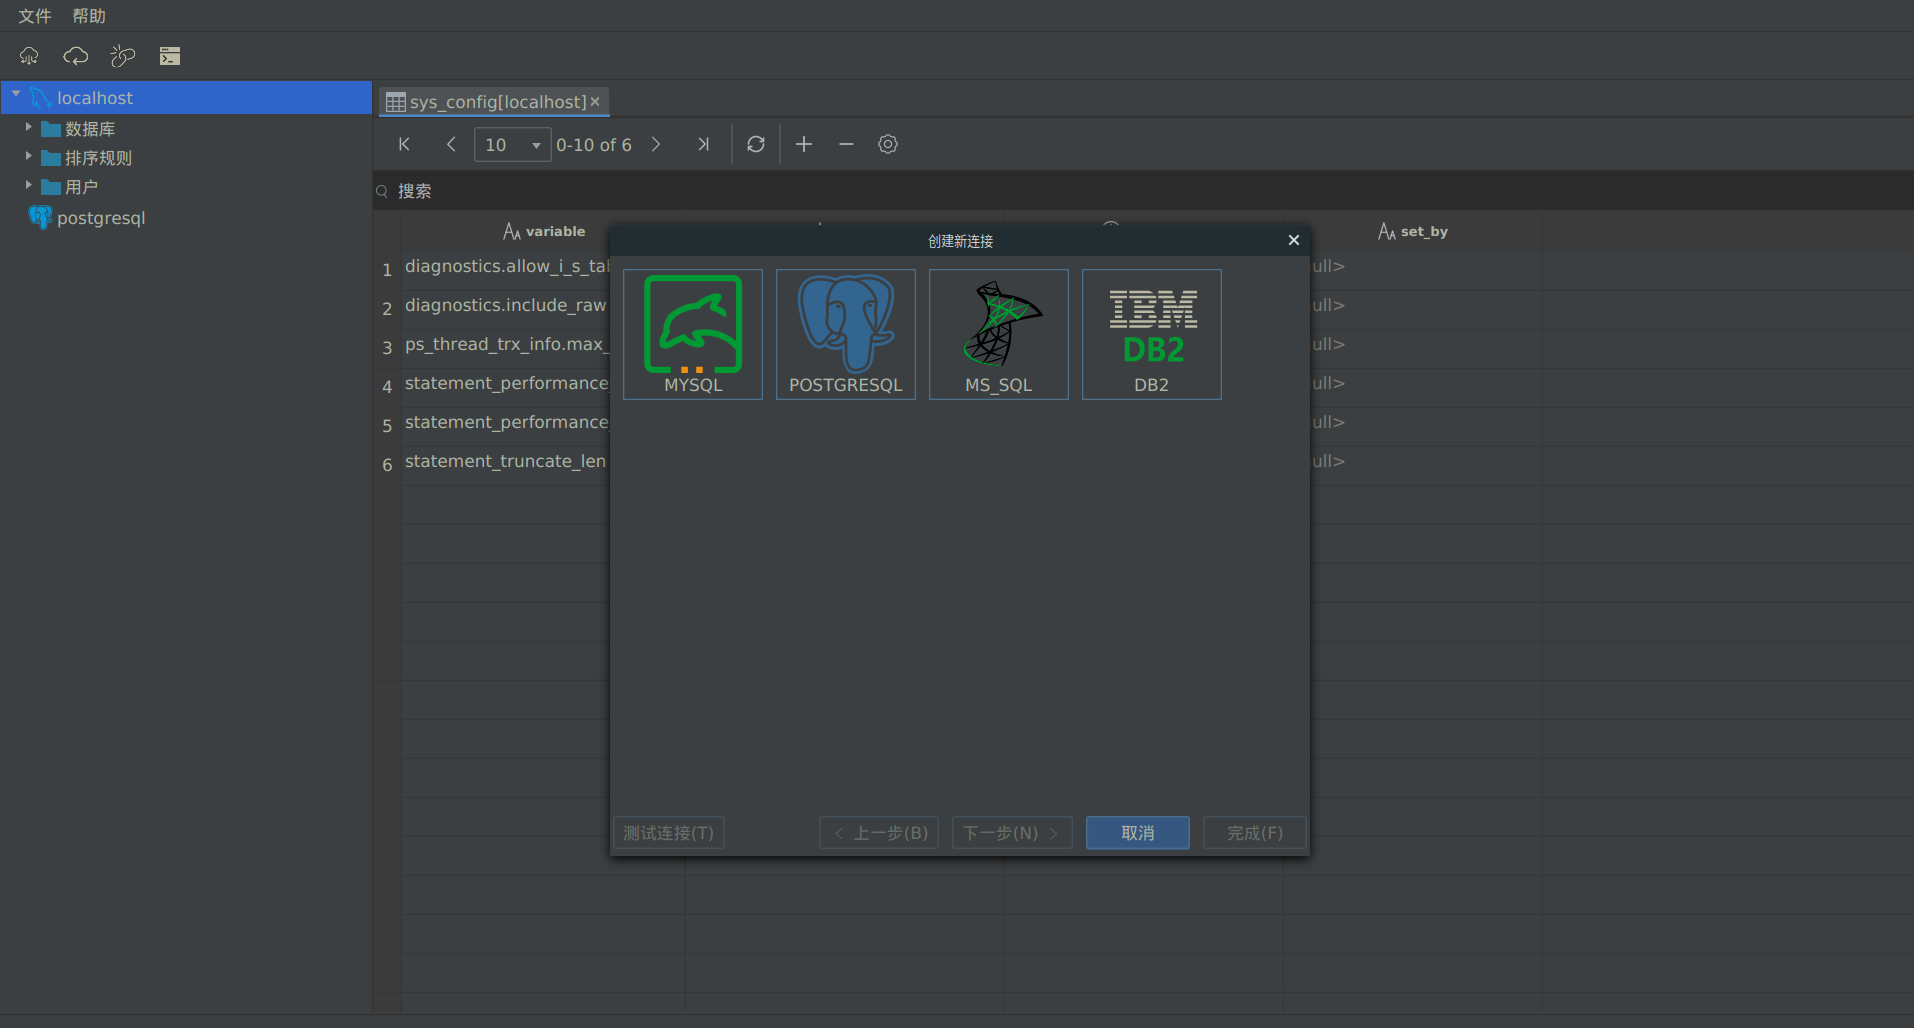 文件 帮助
localhost
数据库
排序规则
用户
postgresql
sys_config[localhost]
10 0-10 of 6
搜索
variable set_by
1 diagnostics.allow_i_s_tab ull>
2 diagnostics.include_raw ull>
3 ps_thread_trx_info.max_ ull>
4 statement_performance_ ull>
5 statement_performance_ ull>
6 statement_truncate_len ull>
创建新连接
MYSQL POSTGRESQL MS_SQL IBM DB2
DB2
测试连接(T) 上一步(B) 下一步(N) 取消 完成(F)